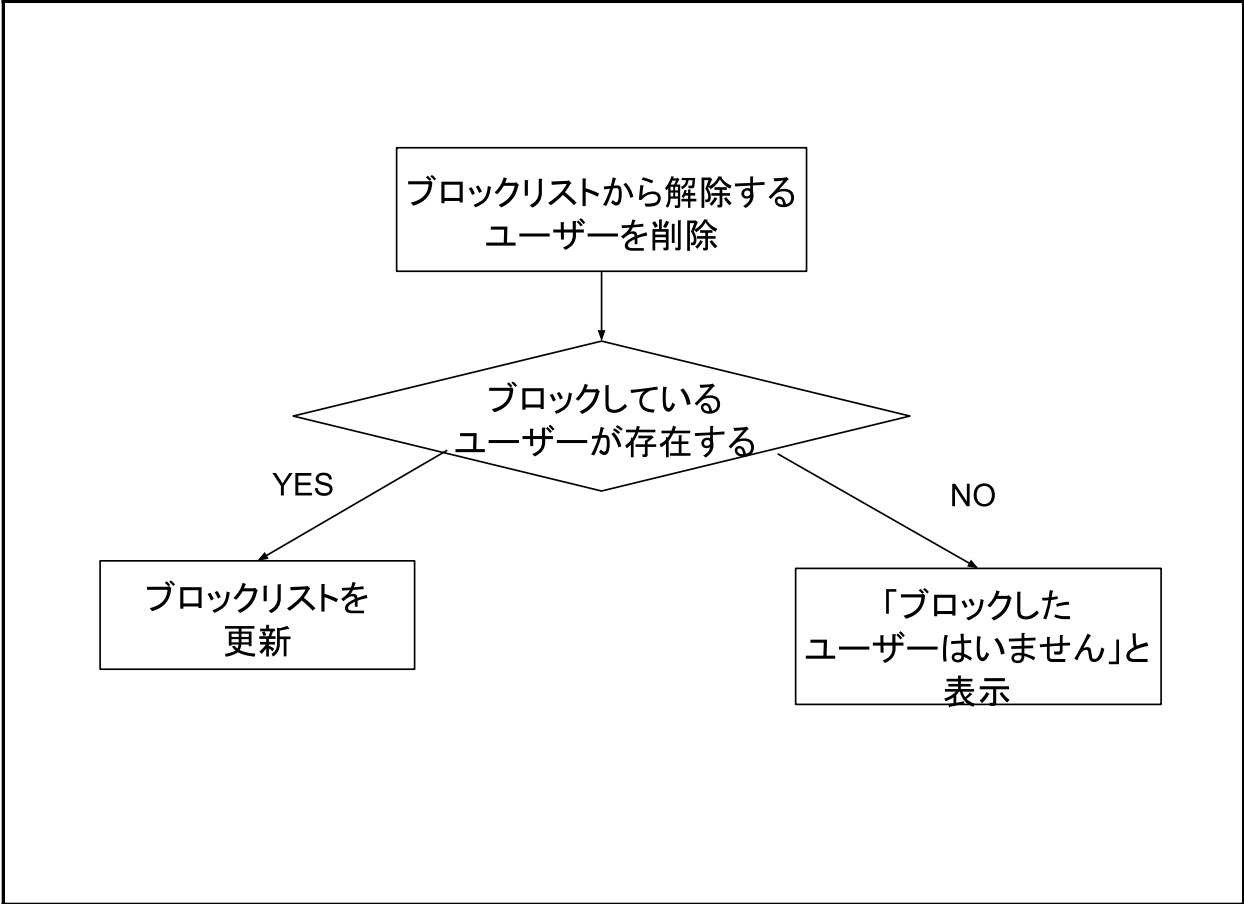 ブロックリストから解除する
ユーザーを削除
ブロックしている
ユーザーが存在する
YES
NO
ブロックリストを
更新
「ブロックした
ユーザーはいません」と
表示